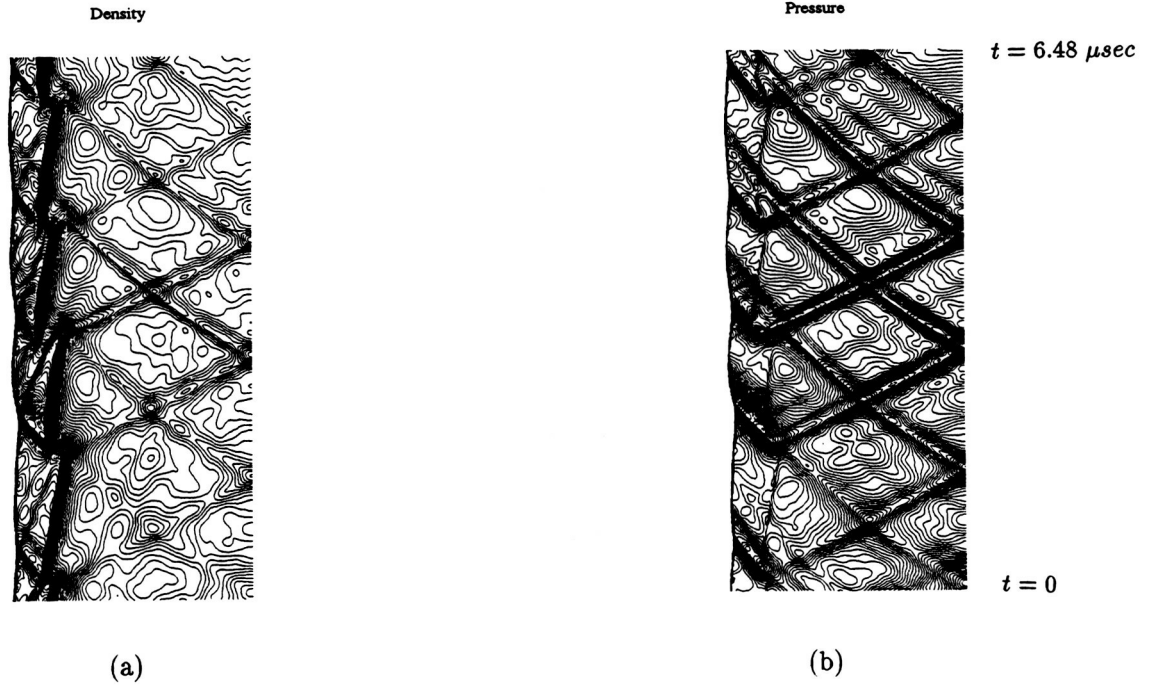 Density
Pressure
t = 6.48 μsec
t = 0
(a)
(b)